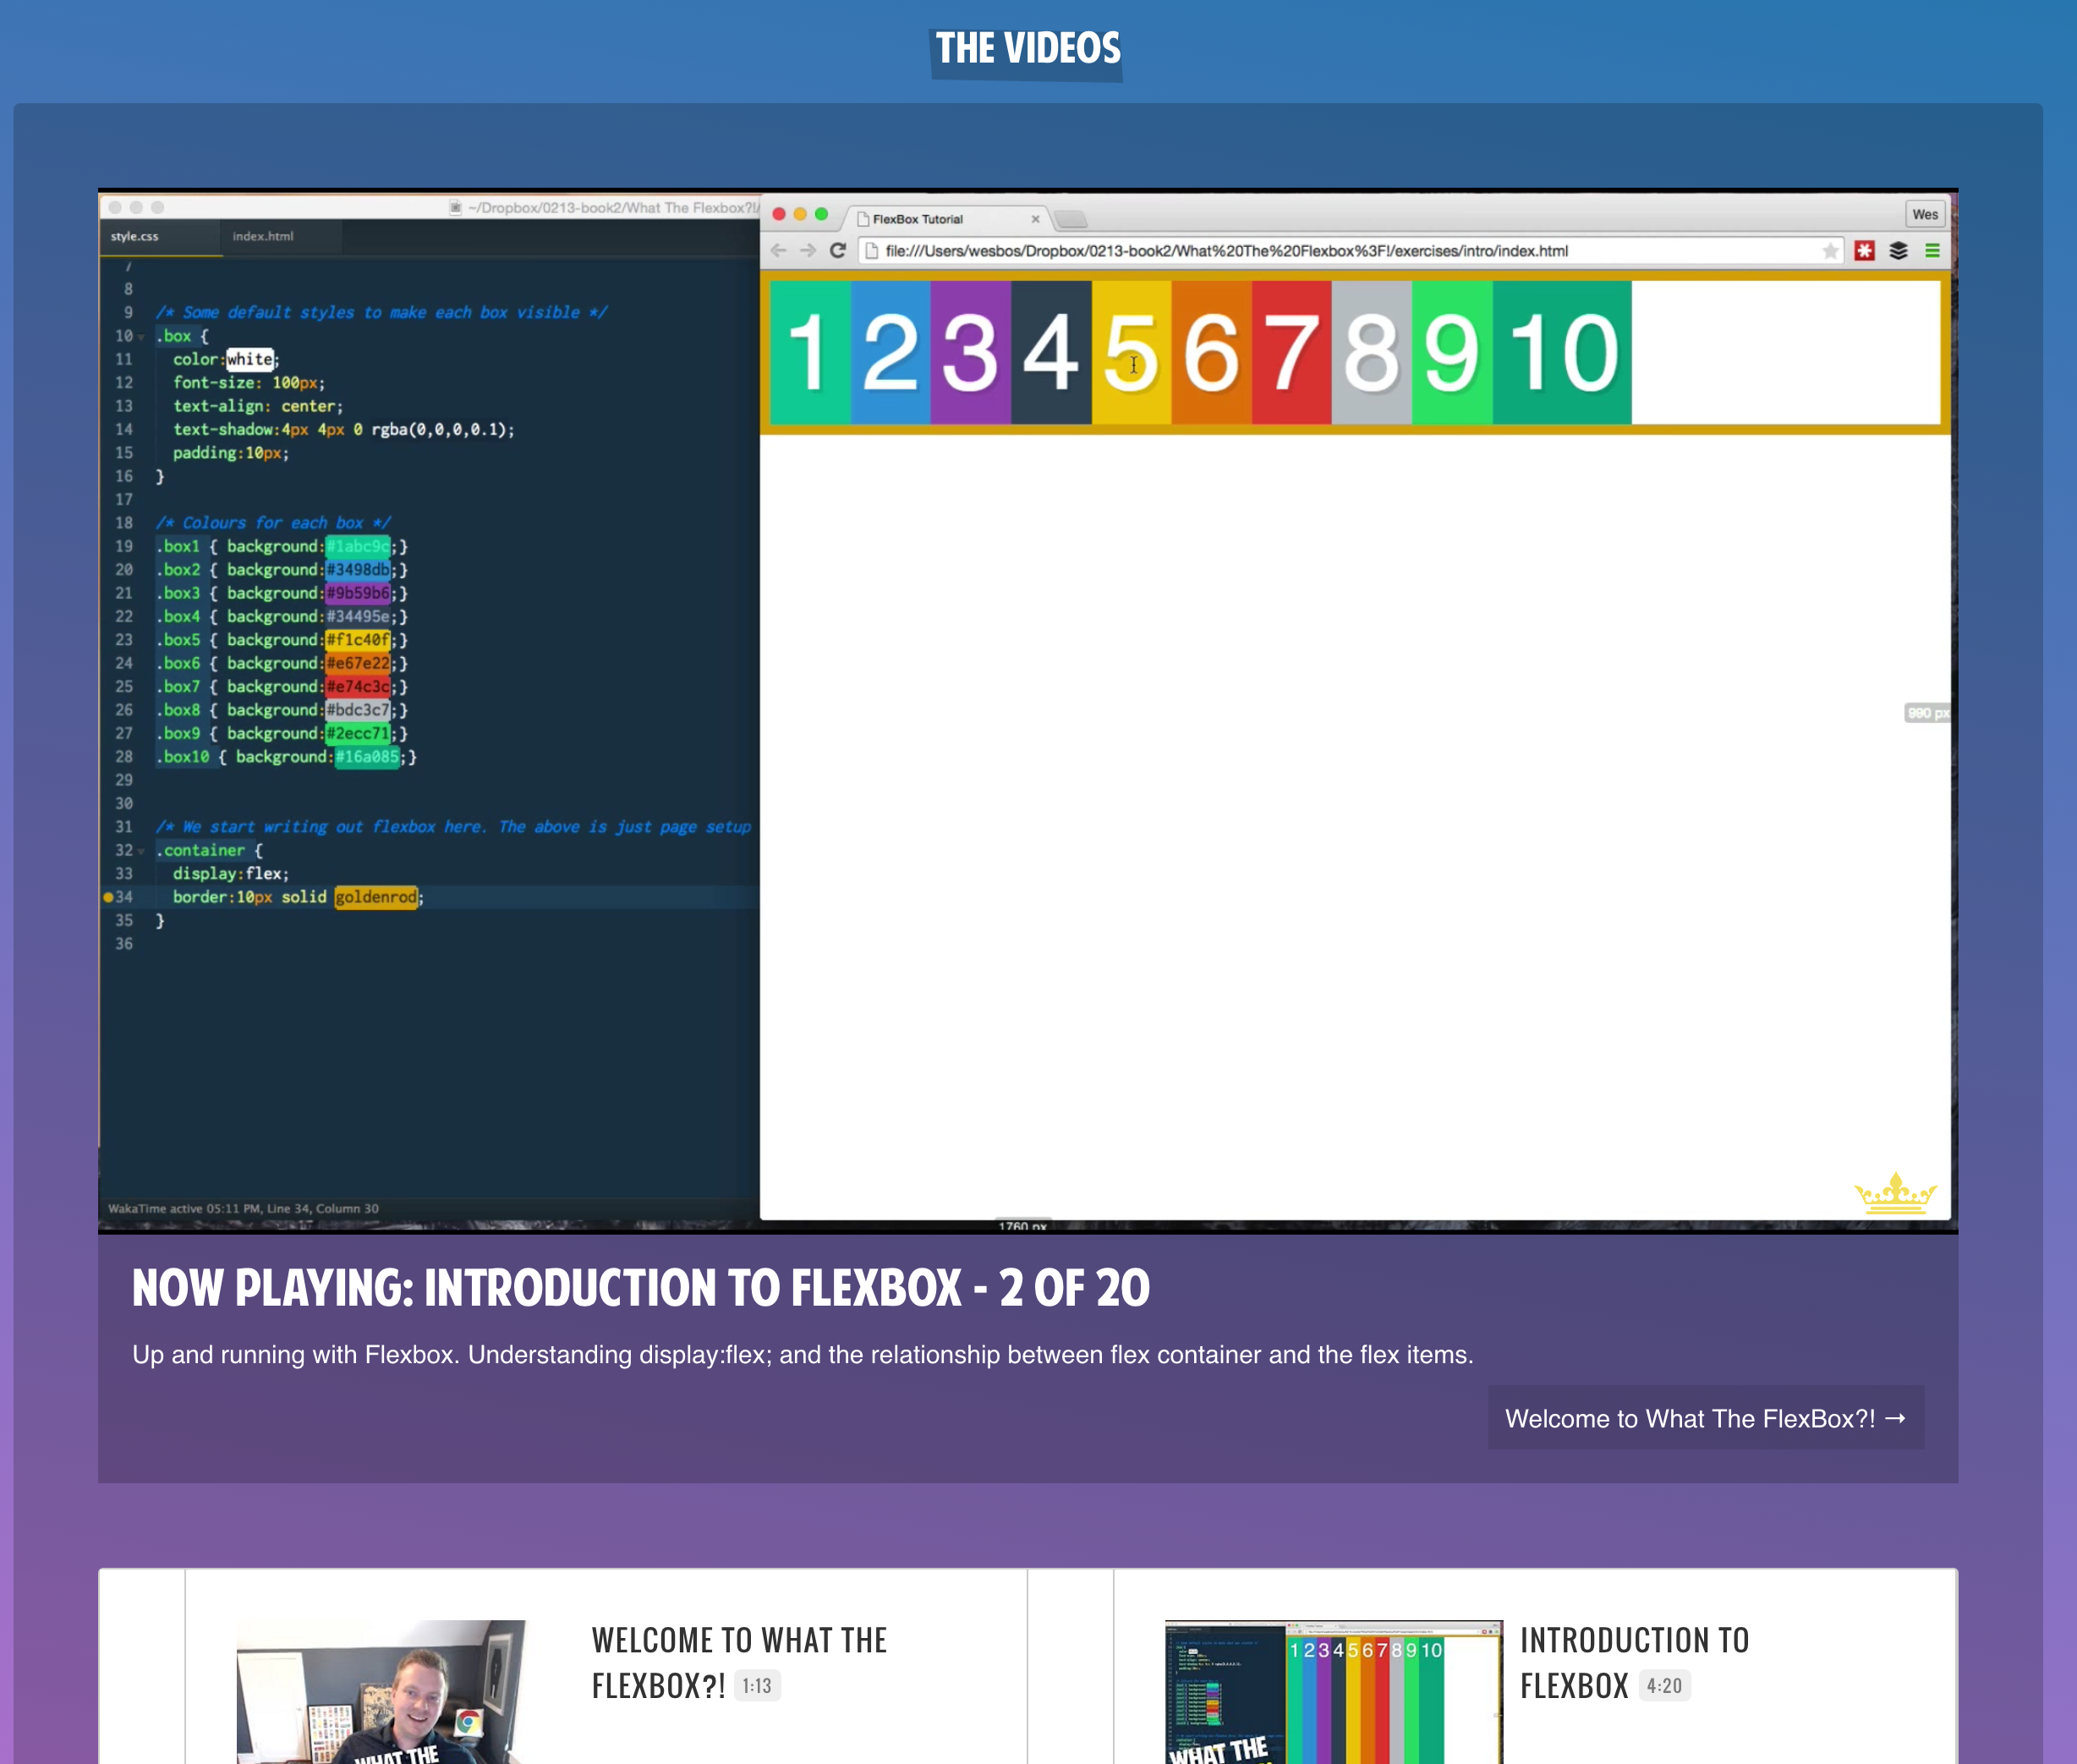 THE VIDEOS
~/Dropbox/0213-book2/What The Flexbox?!/
FlexBox Tutorial
Wes
style.css
index.html
file:///Users/wesbos/Dropbox/0213-book2/What%20The%20Flexbox%3F!/exercises/intro/index.html
1 2 3 4 5 6 7 8 9 10
7
8
9 /* Some default styles to make each box visible */
10 .box {
11 color:white;
12 font-size: 100px;
13 text-align: center;
14 text-shadow:4px 4px 0 rgba(0,0,0,0.1);
15 padding:10px;
16 }
17
18 /* Colours for each box */
19 .box1 { background:#1abc9c;}
20 .box2 { background:#3498db;}
21 .box3 { background:#9b59b6;}
22 .box4 { background:#34495e;}
23 .box5 { background:#f1c40f;}
24 .box6 { background:#e67e22;}
25 .box7 { background:#e74c3c;}
26 .box8 { background:#bdc3c7;}
27 .box9 { background:#2ecc71;}
28 .box10 { background:#16a085;}
29
30
31 /* We start writing out flexbox here. The above is just page setup
32 .container {
33 display:flex;
34 border:10px solid goldenrod;
35 }
36
990 px
WakaTime active 05:11 PM, Line 34, Column 30
1760 px
NOW PLAYING: INTRODUCTION TO FLEXBOX - 2 OF 20
Up and running with Flexbox. Understanding display:flex; and the relationship between flex container and the flex items.
Welcome to What The FlexBox?! →
WELCOME TO WHAT THE
FLEXBOX?! 1:13
WHAT THE
INTRODUCTION TO
FLEXBOX 4:20
1 2 3 4 5 6 7 8 9 10
WHAT THE